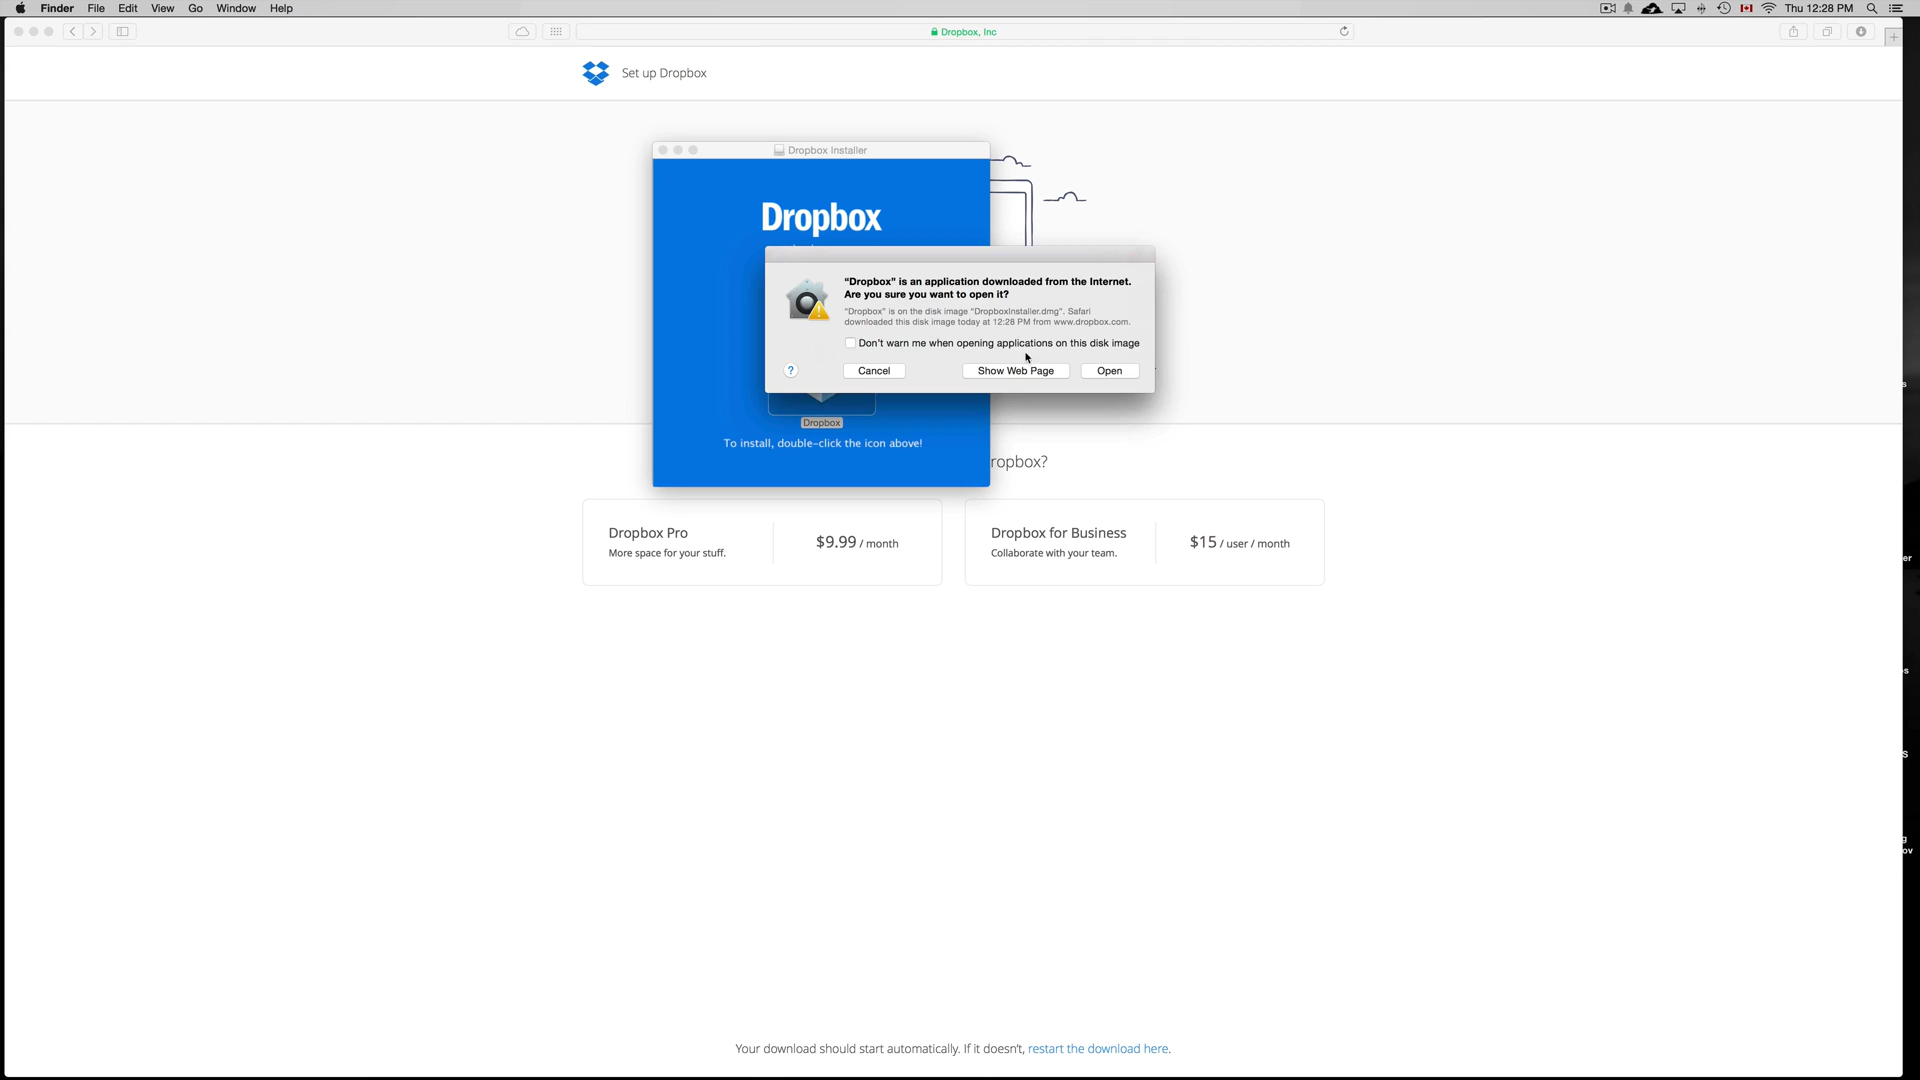 Finder File Edit View Go Window Help
Thu 12:28 PM
Dropbox, Inc
Set up Dropbox
Dropbox Installer
Dropbox
“Dropbox” is an application downloaded from the Internet.
Are you sure you want to open it?
“Dropbox” is on the disk image “DropboxInstaller.dmg”. Safari
downloaded this disk image today at 12:28 PM from www.dropbox.com.
Don’t warn me when opening applications on this disk image
? Cancel Show Web Page Open
Dropbox
To install, double-click the icon above!
ropbox?
Dropbox Pro
More space for your stuff.
$9.99 / month
Dropbox for Business
Collaborate with your team.
$15 / user / month
Your download should start automatically. If it doesn’t, restart the download here.